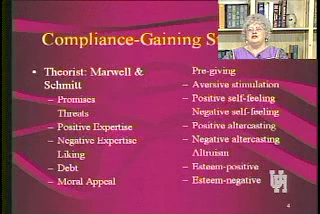 Compliance-Gaining
• Theorist: Marwell &
Schmitt
– Promises
Threats
– Positive Expertise
– Negative Expertise
Liking
– Debt
– Moral Appeal
Pre-giving
– Aversive stimulation
– Positive self-feeling
Negative self-feeling
– Positive altercasting
– Negative altercasting
Altruism
– Esteem-positive
– Esteem-negative
4